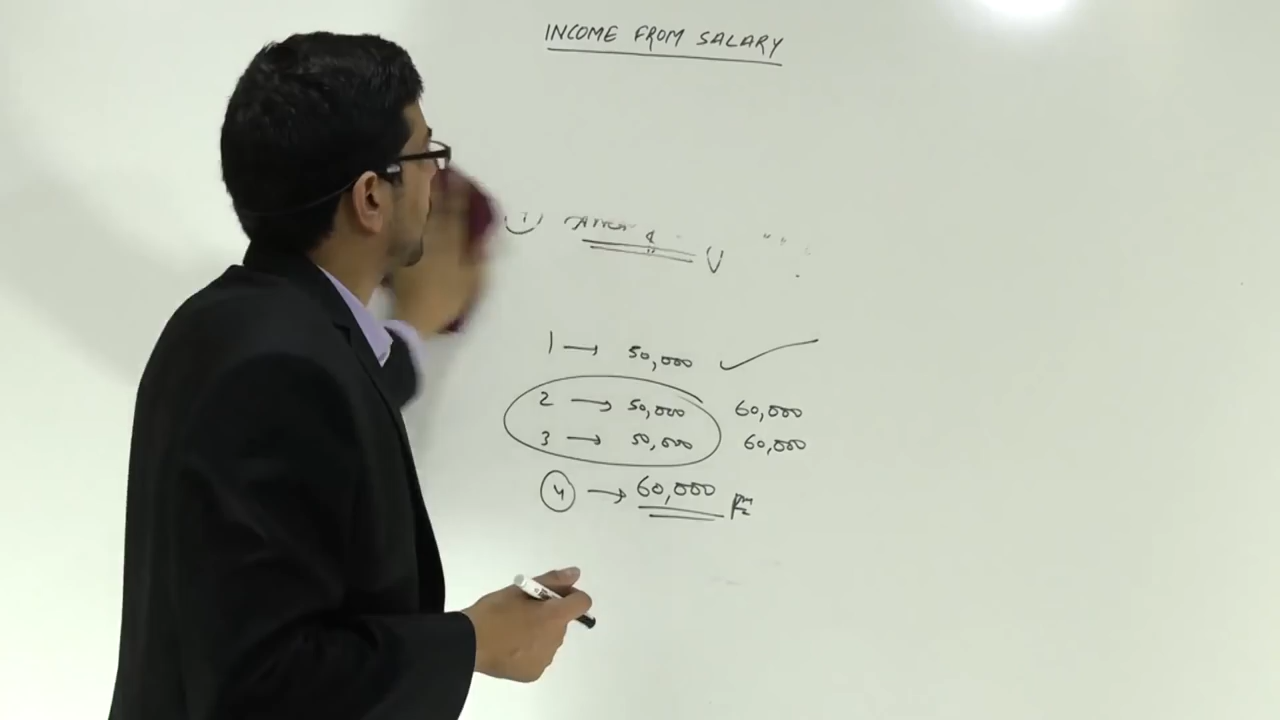 INCOME FROM SALARY
1 → 50,000 ✓
2 → 50,000 60,000
3 → 50,000 60,000
4 → 60,000